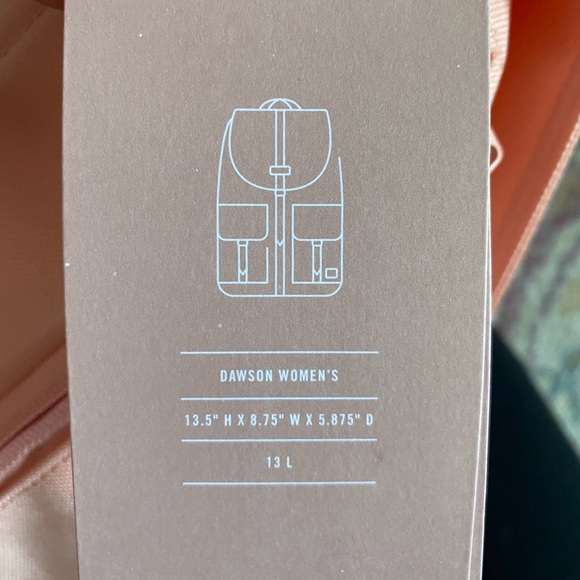 DAWSON WOMEN'S
13.5" H X 8.75" W X 5.875" D
13 L